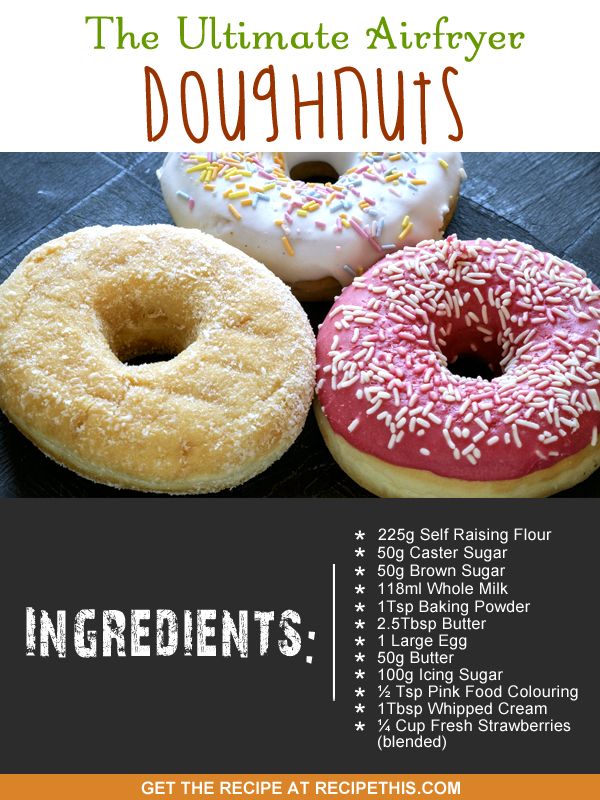 The Ultimate Airfryer
Doughnuts
Ingredients:
* 225g Self Raising Flour
* 50g Caster Sugar
* 50g Brown Sugar
* 118ml Whole Milk
* 1Tsp Baking Powder
* 2.5Tbsp Butter
* 1 Large Egg
* 50g Butter
* 100g Icing Sugar
* ½ Tsp Pink Food Colouring
* 1Tbsp Whipped Cream
* ¼ Cup Fresh Strawberries
(blended)
GET THE RECIPE AT RECIPETHIS.COM